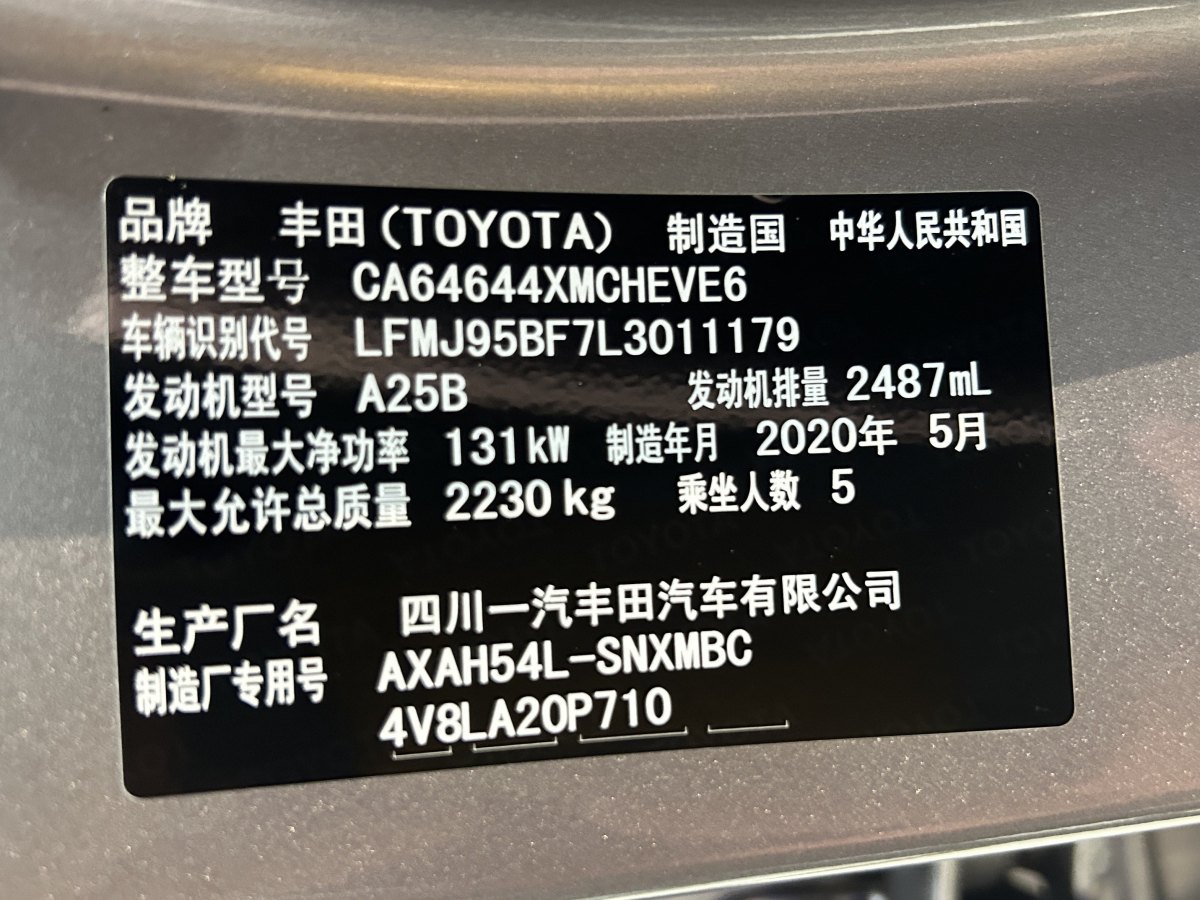 品牌 丰田(TOYOTA) 制造国 中华人民共和国
整车型号 CA64644XMCHEVE6
车辆识别代号 LFMJ95BF7L3011179
发动机型号 A25B 发动机排量 2487mL
发动机最大净功率 131kW 制造年月 2020年 5月
最大允许总质量 2230kg 乘坐人数 5
生产厂名 四川一汽丰田汽车有限公司
制造厂专用号 AXAH54L-SNXMBC
4V8LA20P710